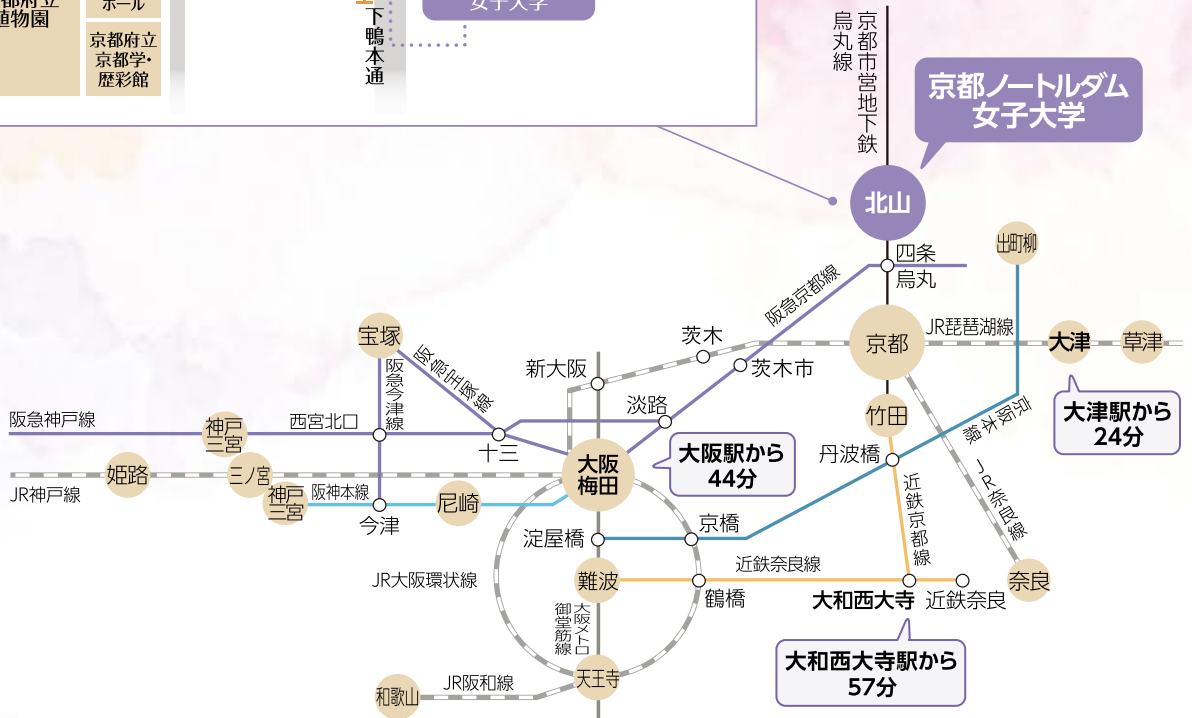 植物園
ホール
京都府立
京都学・
歴彩館
下鴨本通
女子大学
京都市営地下鉄
烏丸線
京都ノートルダム
女子大学
北山
出町柳
四条
烏丸
阪急京都線
京都
JR琵琶湖線
大津
草津
大津駅から
24分
宝塚
阪急宝塚線
阪急今津線
新大阪
茨木
茨木市
淡路
竹田
京阪本線
丹波橋
阪急神戸線
神戸
三宮
西宮北口
十三
大阪
梅田
大阪駅から
44分
姫路
三ノ宮
JR神戸線
神戸
三宮
阪神本線
今津
尼崎
淀屋橋
京橋
近鉄京都線
JR奈良線
JR大阪環状線
難波
鶴橋
近鉄奈良線
大和西大寺
近鉄奈良
奈良
大阪メトロ
御堂筋線
大和西大寺駅から
57分
天王寺
和歌山
JR阪和線